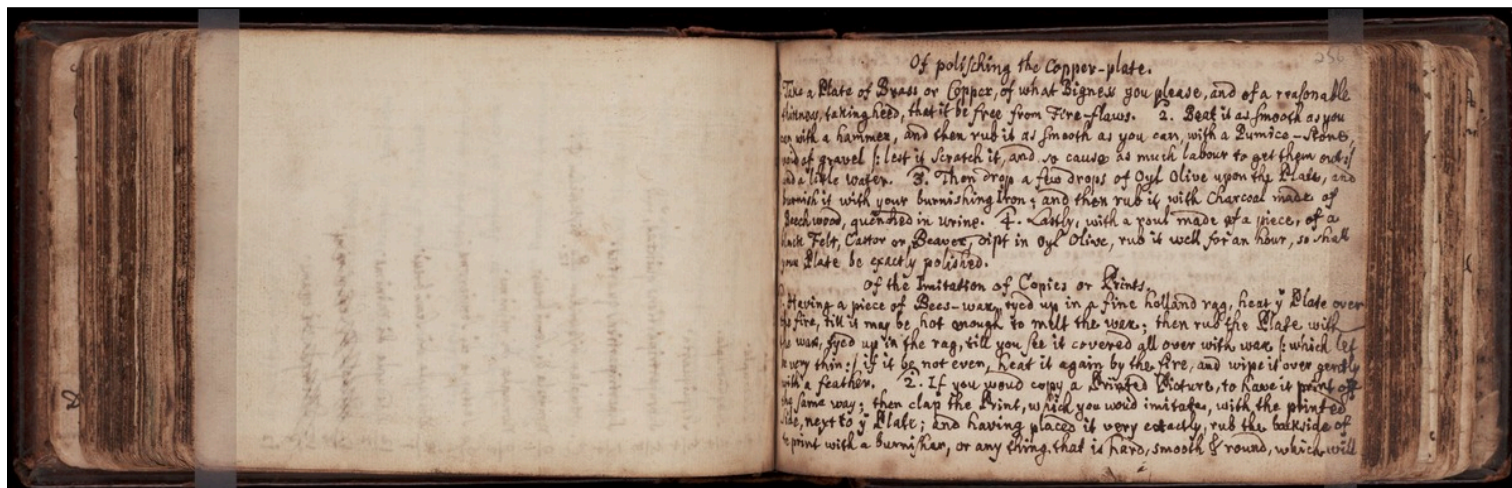 256
Of polisching the Copper-plate.
Take a Plate of Brass or Copper, of what Bigness you please, and of a reasonable
thickness, taking heed, that it be free from Fire-flaws. 2. Beat it as smooth as you
can with a hammer, and then rub it as smooth as you can, with a Pumice-stone,
void of gravel |: lest it scratch it, and so cause as much labour to get them out :|
and a little water. 3. Then drop a few drops of Oyl Olive upon the Plate, and
burnish it with your burnishing Iron; and then rub it with Charcoal made of
Beech wood, quenched in urine. 4. Lastly, with a roul made of a piece, of a
black Felt, Castor or Beaver, dipt in Oyl Olive, rub it well for an hour, so shall
your Plate be exactly polished.
Of the Imitation of Copies or Prints.
Having a piece of Bees-wax, tyed up in a fine holland rag, heat yͤ Plate over
the fire, till it may be hot enough to melt the wax; then rub the Plate with
the wax, tyed up in the rag, till you see it covered all over with wax |: which let
be very thin :| if it be not even, heat it again by the fire, and wipe it over gently
with a feather. 2. If you woud copy a Printed Picture, to have it print of
the same way; then clap the Print, which you woud imitate, with the printed
side, next to yͤ Plate; and having placed it very exactly, rub the backside of
the print with a burnisher, or any thing that is hard, smooth & round, which will